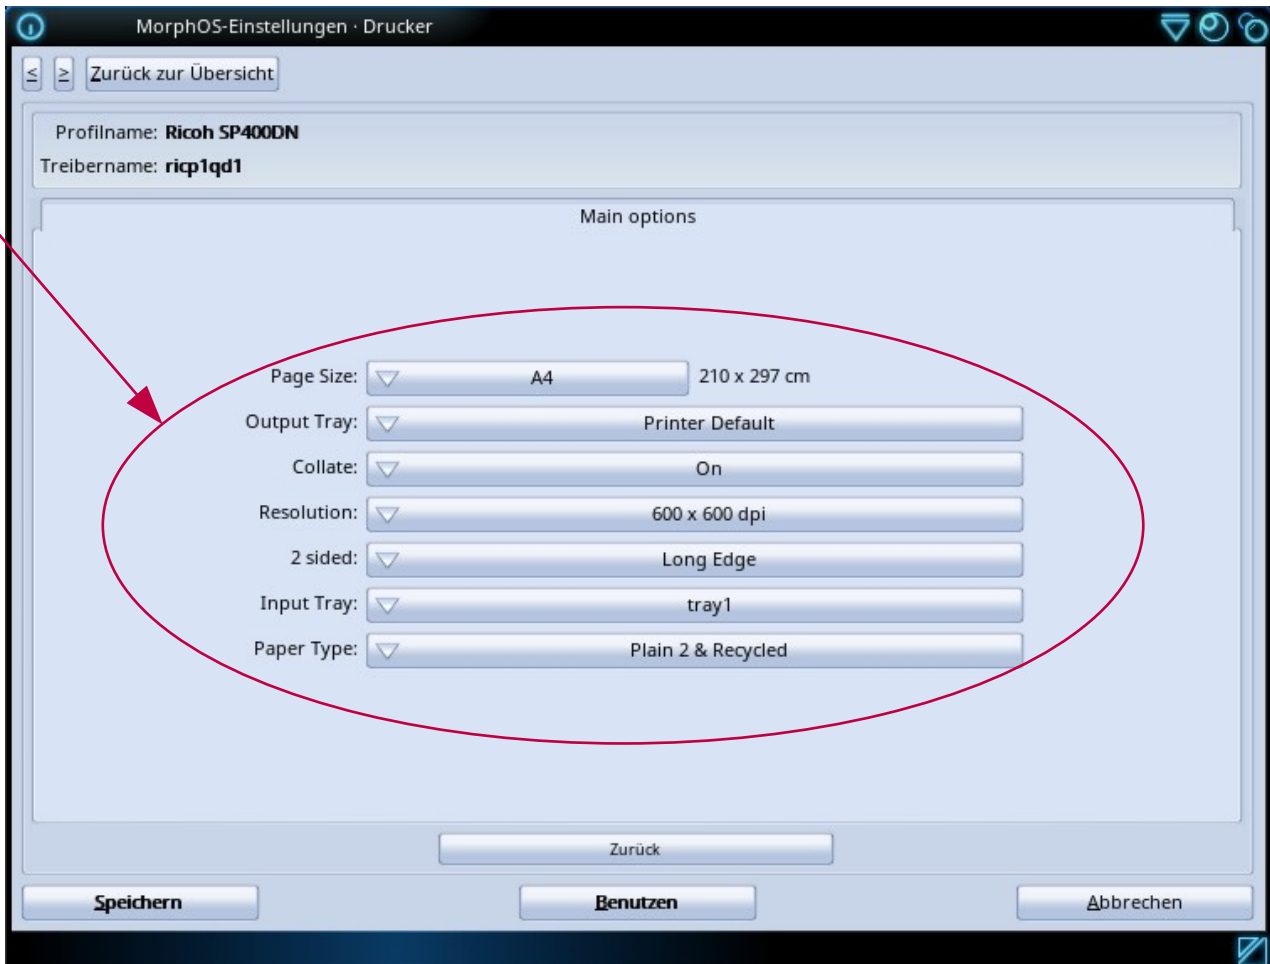 MorphOS-Einstellungen · Drucker
≤ ≥ Zurück zur Übersicht
Profilname: Ricoh SP400DN
Treibername: ricp1qd1
Main options
Page Size: A4 210 x 297 cm
Output Tray: Printer Default
Collate: On
Resolution: 600 x 600 dpi
2 sided: Long Edge
Input Tray: tray1
Paper Type: Plain 2 & Recycled
Zurück
Speichern Benutzen Abbrechen